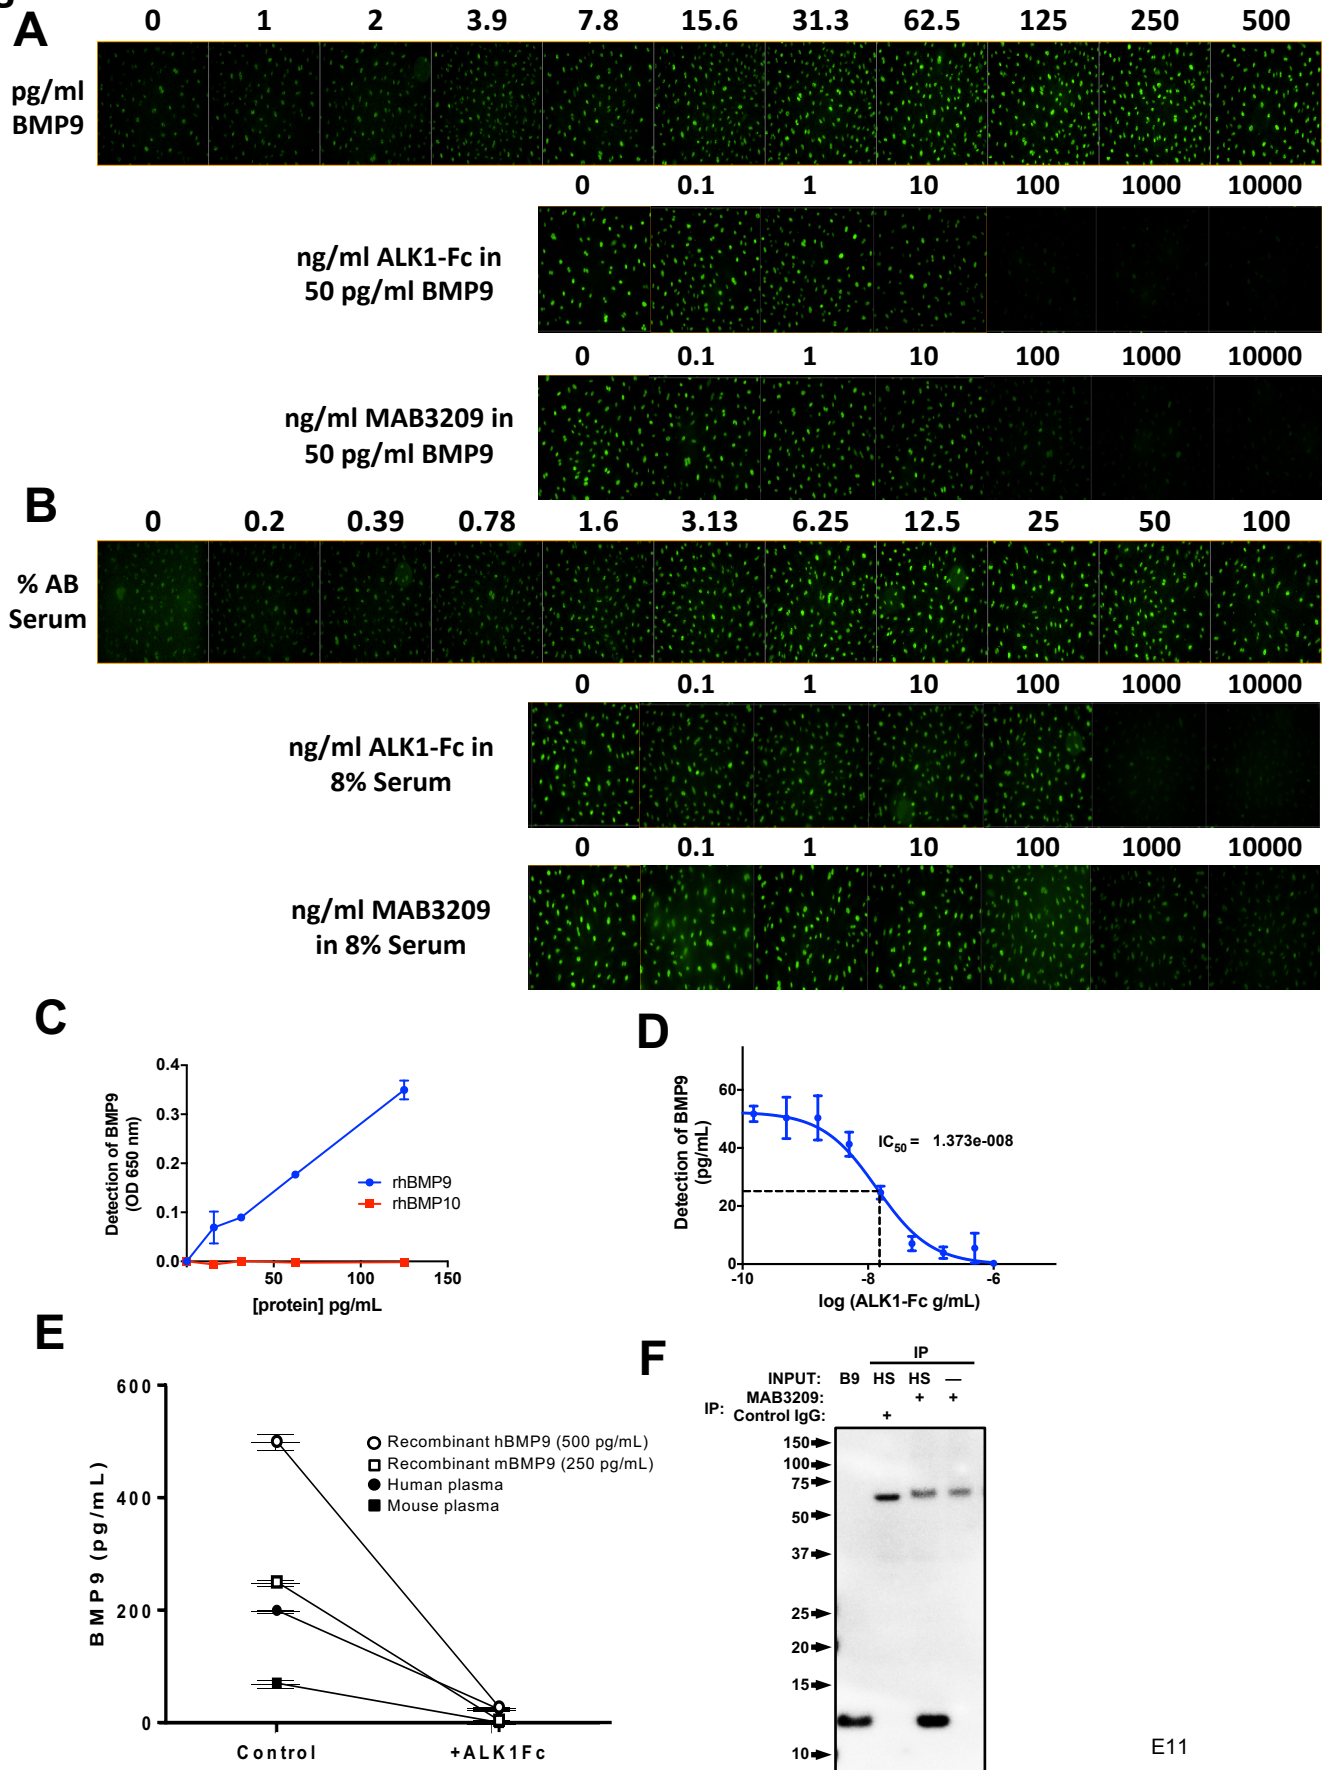 A
0 1 2 3.9 7.8 15.6 31.3 62.5 125 250 500
pg/ml
BMP9
0 0.1 1 10 100 1000 10000
ng/ml ALK1-Fc in
50 pg/ml BMP9
0 0.1 1 10 100 1000 10000
ng/ml MAB3209 in
50 pg/ml BMP9
B
0 0.2 0.39 0.78 1.6 3.13 6.25 12.5 25 50 100
% AB
Serum
0 0.1 1 10 100 1000 10000
ng/ml ALK1-Fc in
8% Serum
0 0.1 1 10 100 1000 10000
ng/ml MAB3209
in 8% Serum
C
Detection of BMP9
(OD 650 nm)
0.4
0.3
0.2
0.1
0.0
50 100 150
[protein] pg/mL
rhBMP9
rhBMP10
D
Detection of BMP9
(pg/mL)
60
40
20
0
-10 -8 -6
log (ALK1-Fc g/mL)
IC50 = 1.373e-008
E
BMP9 (pg/mL)
600
400
200
0
Control +ALK1Fc
Recombinant hBMP9 (500 pg/mL)
Recombinant mBMP9 (250 pg/mL)
Human plasma
Mouse plasma
F
IP
INPUT: B9 HS HS —
MAB3209: + +
IP: Control IgG: +
150
100
75
50
37
25
20
15
10
E11